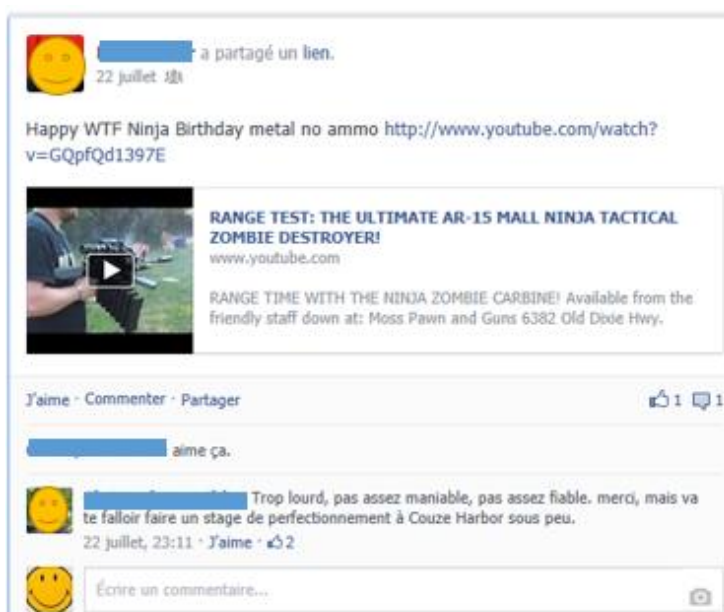 a partagé un lien.
22 juillet
Happy WTF Ninja Birthday metal no ammo http://www.youtube.com/watch?
v=GQpfQd1397E
RANGE TEST: THE ULTIMATE AR-15 MALL NINJA TACTICAL
ZOMBIE DESTROYER!
www.youtube.com
RANGE TIME WITH THE NINJA ZOMBIE CARBINE! Available from the
friendly staff down at: Moss Pawn and Guns 6382 Old Dixie Hwy.
J'aime · Commenter · Partager 1 1
aime ça.
Trop lourd, pas assez maniable, pas assez fiable. merci, mais va
te falloir faire un stage de perfectionnement à Couze Harbor sous peu.
22 juillet, 23:11 · J'aime · 2
Écrire un commentaire...